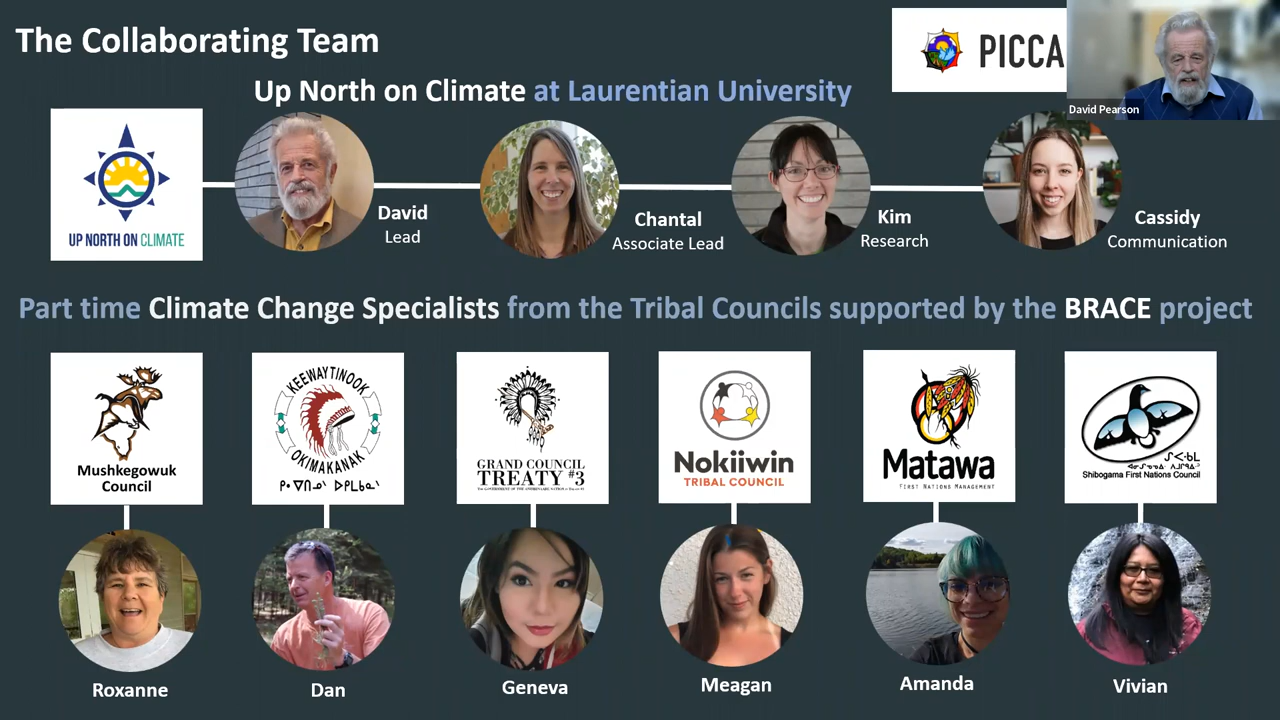 The Collaborating Team
PICCA
David Pearson
Up North on Climate at Laurentian University
UP NORTH ON CLIMATE
David
Lead
Chantal
Associate Lead
Kim
Research
Cassidy
Communication
Part time Climate Change Specialists from the Tribal Councils supported by the BRACE project
Mushkegowuk
Council
KEEWAYTINOOK
OKIMAKANAK
GRAND COUNCIL
TREATY #3
Nokiiwin
TRIBAL COUNCIL
Matawa
FIRST NATIONS MANAGEMENT
Shibogama First Nations Council
Roxanne
Dan
Geneva
Meagan
Amanda
Vivian